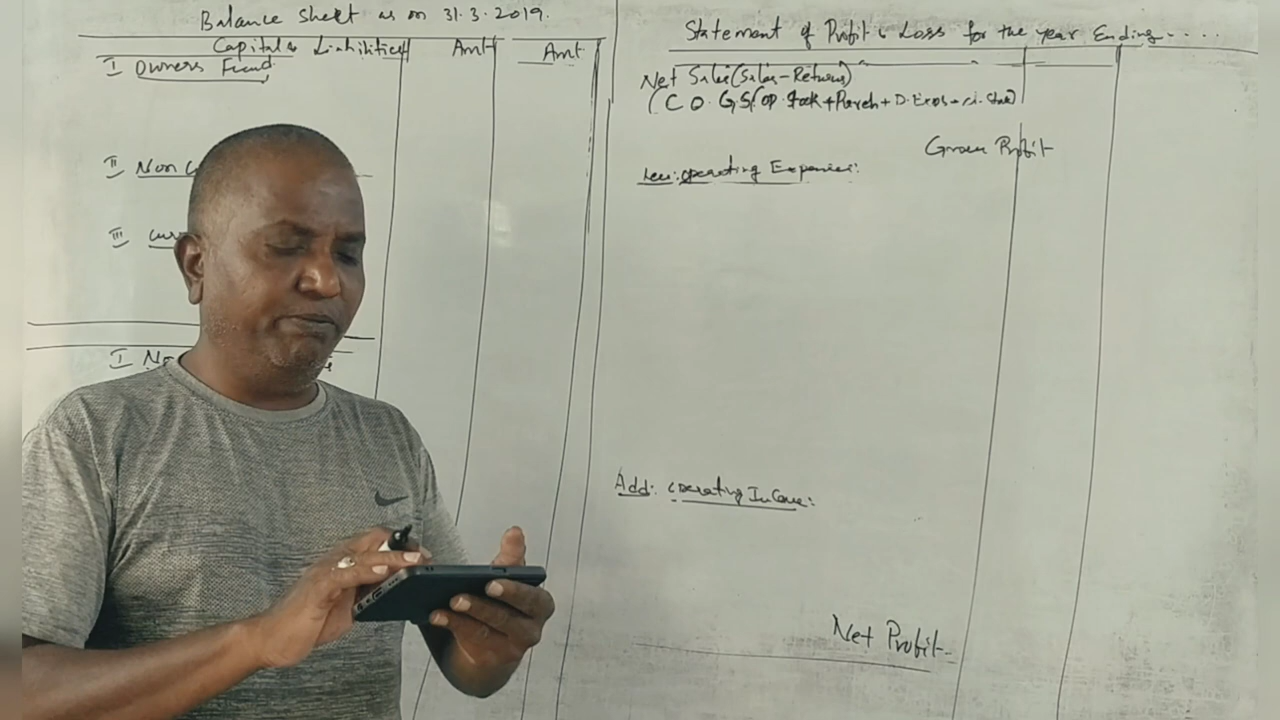 Balance Sheet as on 31.3.2019.
Capital & Liabilities Amt Amt
I Owners Fund
II Non C
III curr
I No
Statement of Profit & Loss for the year Ending....
Net Sales (Sales-Returns)
(C O. G.S (op. Stock + Purch + D. Exps - cl. Stock)
Gross Profit
Less: operating Expenses:
Add: operating Income:
Net Profit